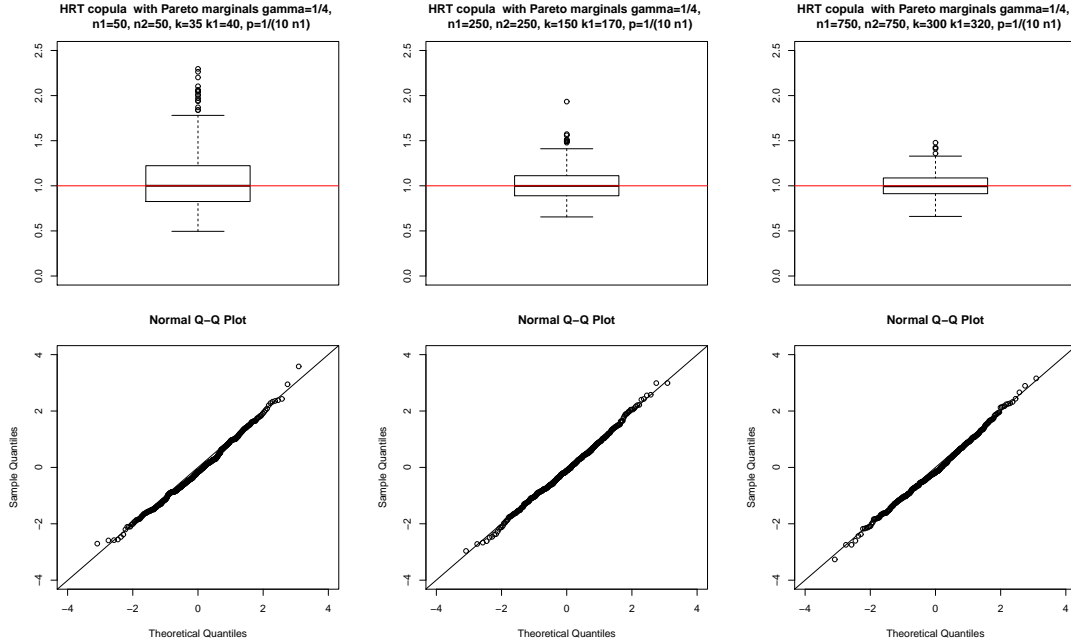 HRT copula with Pareto marginals gamma=1/4,
n1=50, n2=50, k=35 k1=40, p=1/(10 n1)
HRT copula with Pareto marginals gamma=1/4,
n1=250, n2=250, k=150 k1=170, p=1/(10 n1)
HRT copula with Pareto marginals gamma=1/4,
n1=750, n2=750, k=300 k1=320, p=1/(10 n1)
2.5
2.0
1.5
1.0
0.5
0.0
2.5
2.0
1.5
1.0
0.5
0.0
2.5
2.0
1.5
1.0
0.5
0.0
Normal Q−Q Plot
Normal Q−Q Plot
Normal Q−Q Plot
Sample Quantiles
4
2
0
−2
−4
Sample Quantiles
4
2
0
−2
−4
Sample Quantiles
4
2
0
−2
−4
−4 −2 0 2 4
−4 −2 0 2 4
−4 −2 0 2 4
Theoretical Quantiles
Theoretical Quantiles
Theoretical Quantiles